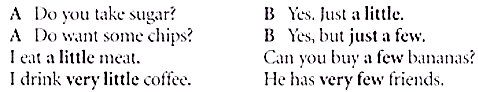 A Do you take sugar? B Yes. Just a little.
A Do want some chips? B Yes, but just a few.
I eat a little meat. Can you buy a few bananas?
I drink very little coffee. He has very few friends.